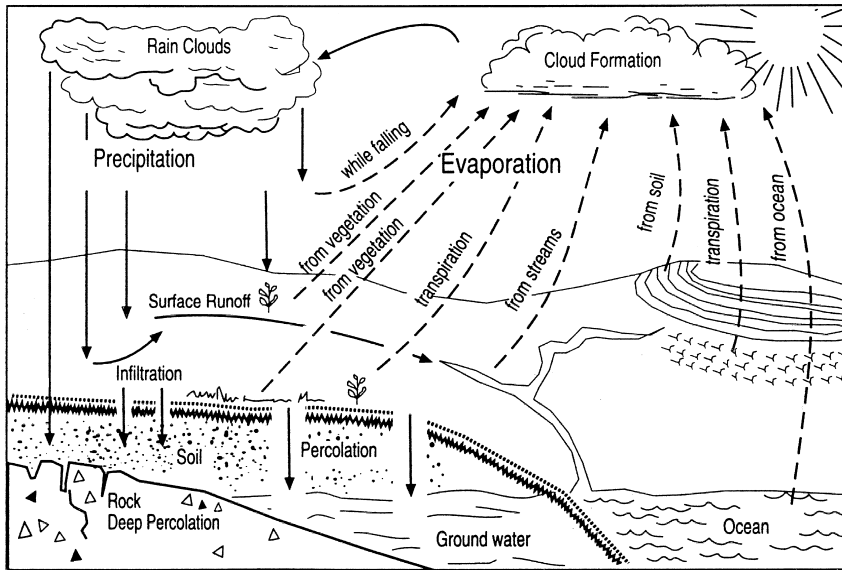 Rain Clouds
Cloud Formation
Precipitation
while falling
Evaporation
from vegetation
from vegetation
transpiration
from streams
from soil
transpiration
from ocean
Surface Runoff
Infiltration
Soil
Percolation
Rock
Deep Percolation
Ground water
Ocean